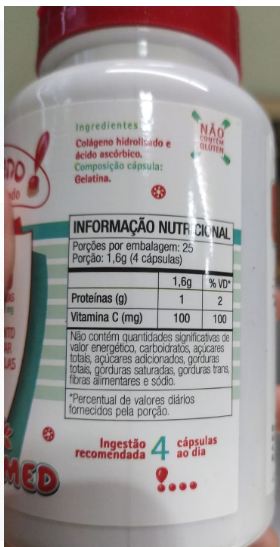 Ingredientes
Colágeno hidrolisado e
ácido ascórbico.
Composição cápsula:
Gelatina.
NÃO
CONTÉM
GLÚTEN
INFORMAÇÃO NUTRICIONAL
Porções por embalagem: 25
Porção: 1,6g (4 cápsulas)
1,6g %VD*
Proteínas (g) 1 2
Vitamina C (mg) 100 100
Não contém quantidades significativas de
valor energético, carboidratos, açúcares
totais, açúcares adicionados, gorduras
totais, gorduras saturadas, gorduras trans,
fibras alimentares e sódio.
*Percentual de valores diários
fornecidos pela porção.
Ingestão
recomendada 4 cápsulas
ao dia
MED